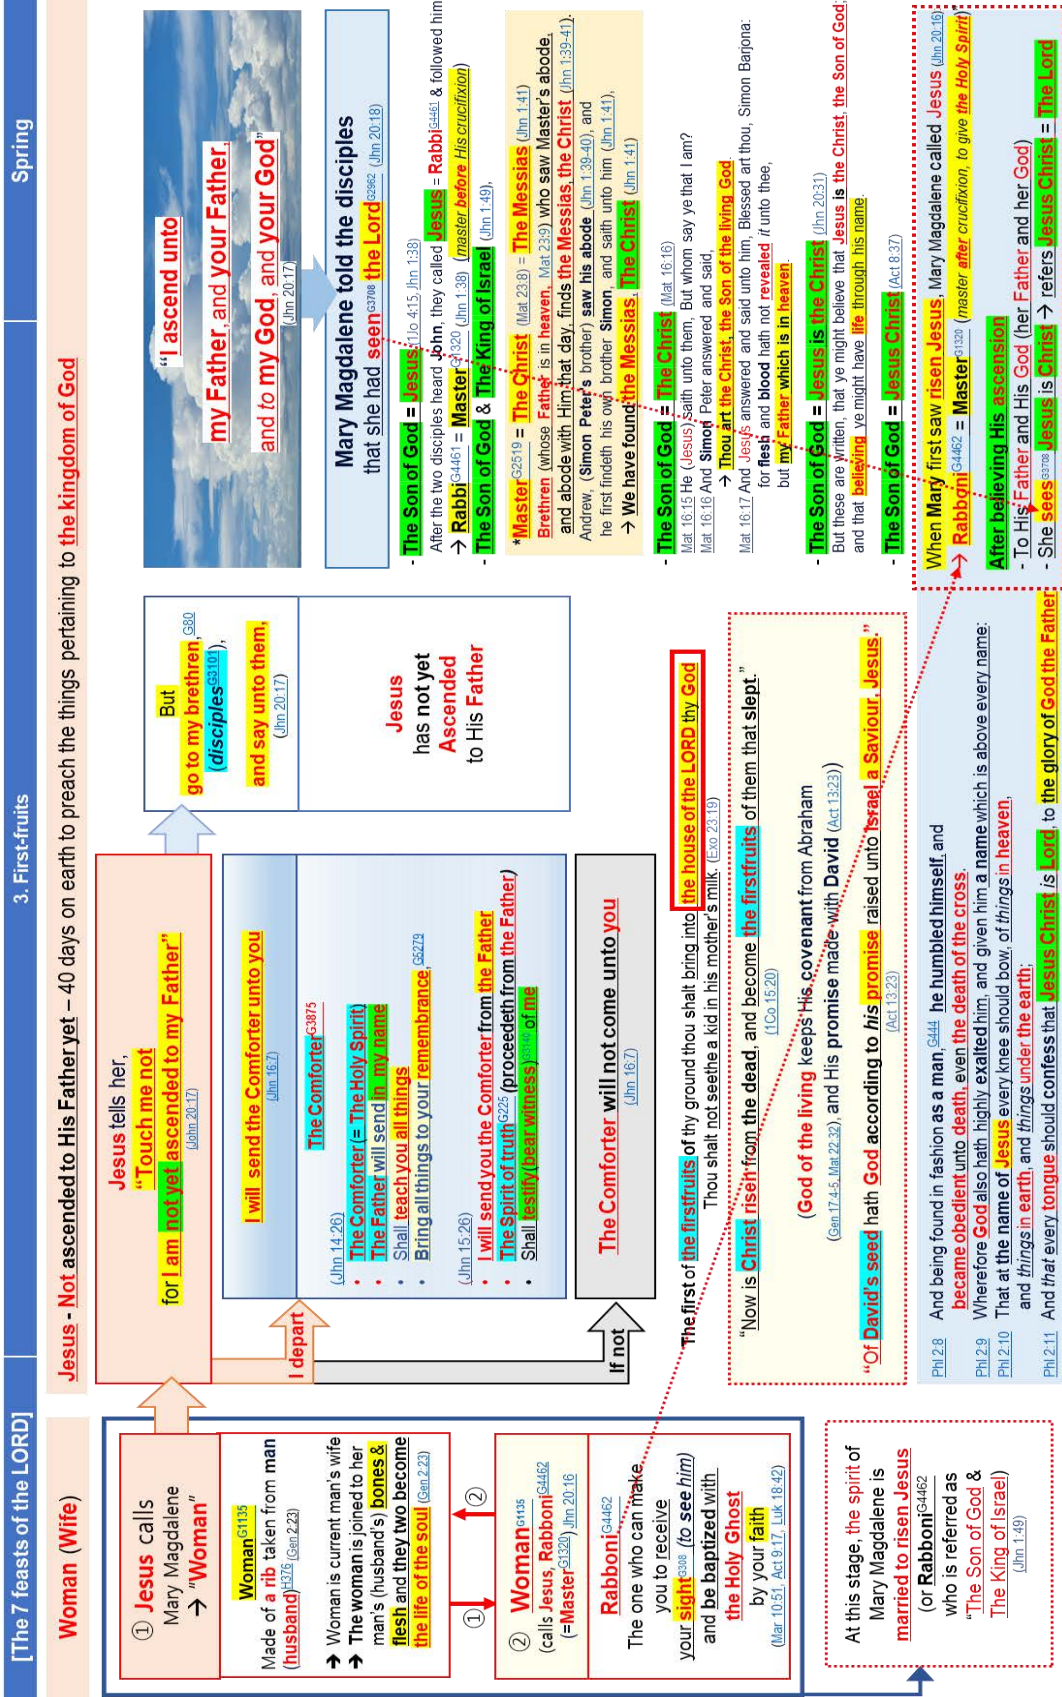 [The 7 feasts of the LORD]
3. First-fruits
Spring
Woman (Wife)
Jesus - Not ascended to His Father yet – 40 days on earth to preach the things pertaining to the kingdom of God
① Jesus calls
Mary Magdalene
→ "Woman"
Woman G1135
Made of a rib taken from man
(husband) H376 (Gen 2:23)
➔ Woman is current man's wife
➔ The woman is joined to her
man's (husband's) bones &
flesh and they two become
the life of the soul (Gen 2:23)
①
②
② Woman G1135
(calls Jesus, Rabboni G4462
(=Master G1320) Jhn 20:16
Rabboni G4462
The one who can make
you to receive
your sight G308 (to see him)
and be baptized with
the Holy Ghost
by your faith
(Mar 10:51, Act 9:17, Luk 18:42)
At this stage, the spirit of
Mary Magdalene is
married to risen Jesus
(or Rabboni G4462
who is referred as
"The Son of God &
The King of Israel)
(Jhn 1:49)
Jesus tells her,
"Touch me not
for I am not yet ascended to my Father"
(John 20:17)
I depart
If not
I will send the Comforter unto you
(Jhn 16:7)
The Comforter G3875
(Jhn 14:26)
• The Comforter(= The Holy Spirit)
• The Father will send in my name
• Shall teach you all things
• Bring all things to your remembrance, G5279
(Jhn 15:26)
• I will send you the Comforter from the Father
• The Spirit of truth G225 (proceedeth from the Father)
• Shall testify(bear witness) G3140 of me
The Comforter will not come unto you
(Jhn 16:7)
But
go to my brethren, G80
(disciples G3101),
and say unto them,
(Jhn 20:17)
Jesus
has not yet
Ascended
to His Father
The first of the firstfruits of thy ground thou shalt bring into the house of the LORD thy God
Thou shalt not seethe a kid in his mother's milk. (Exo 23:19)
"Now is Christ risen from the dead, and become the firstfruits of them that slept."
(1Co 15:20)
(God of the living keeps His covenant from Abraham
(Gen 17:4-5, Mat 22:32), and His promise made with David (Act 13:23))
"Of David's seed hath God according to his promise raised unto Israel a Saviour, Jesus."
(Act 13:23)
Phl 2:8 And being found in fashion as a man, G444 he humbled himself, and
became obedient unto death, even the death of the cross.
Phl 2:9 Wherefore God also hath highly exalted him, and given him a name which is above every name:
Phl 2:10 That at the name of Jesus every knee should bow, of things in heaven,
and things in earth, and things under the earth;
Phl 2:11 And that every tongue should confess that Jesus Christ is Lord, to the glory of God the Father
"I ascend unto
my Father, and your Father,
and to my God, and your God"
(Jhn 20:17)
Mary Magdalene told the disciples
that she had seen G3708 the Lord G2962 (Jhn 20:18)
- The Son of God = Jesus (1Jo 4:15, Jhn 1:38)
After the two disciples heard John, they called Jesus = Rabbi G4461 & followed him
→ Rabbi G4461 = Master G1320 (Jhn 1:38) (master before His crucifixion)
- The Son of God & The King of Israel (Jhn 1:49),
*Master G2519 = The Christ (Mat 23:8) = The Messias (Jhn 1:41)
Brethren (whose Father is in heaven, Mat 23:9) who saw Master's abode,
and abode with Him that day, finds the Messias, the Christ (Jhn 1:39-41).
Andrew, (Simon Peter's brother) saw his abode (Jhn 1:39-40), and
he first findeth his own brother Simon, and saith unto him (Jhn 1:41),
→ We have found the Messias, The Christ (Jhn 1:41)
- The Son of God = The Christ (Mat 16:16)
Mat 16:15 He (Jesus) saith unto them, But whom say ye that I am?
Mat 16:16 And Simon Peter answered and said,
→ Thou art the Christ, the Son of the living God.
Mat 16:17 And Jesus answered and said unto him, Blessed art thou, Simon Barjona:
for flesh and blood hath not revealed it unto thee,
but my Father which is in heaven.
- The Son of God = Jesus is the Christ (Jhn 20:31)
But these are written, that ye might believe that Jesus is the Christ, the Son of God;
and that believing ye might have life through his name.
- The Son of God = Jesus Christ (Act 8:37)
When Mary first saw risen Jesus, Mary Magdalene called Jesus (Jhn 20:16)
→ Rabboni G4462 = Master G1320 (master after crucifixion, to give the Holy Spirit)
After believing His ascension
- To His Father and His God (her Father and her God)
- She sees G3708 Jesus is Christ → refers Jesus Christ = The Lord